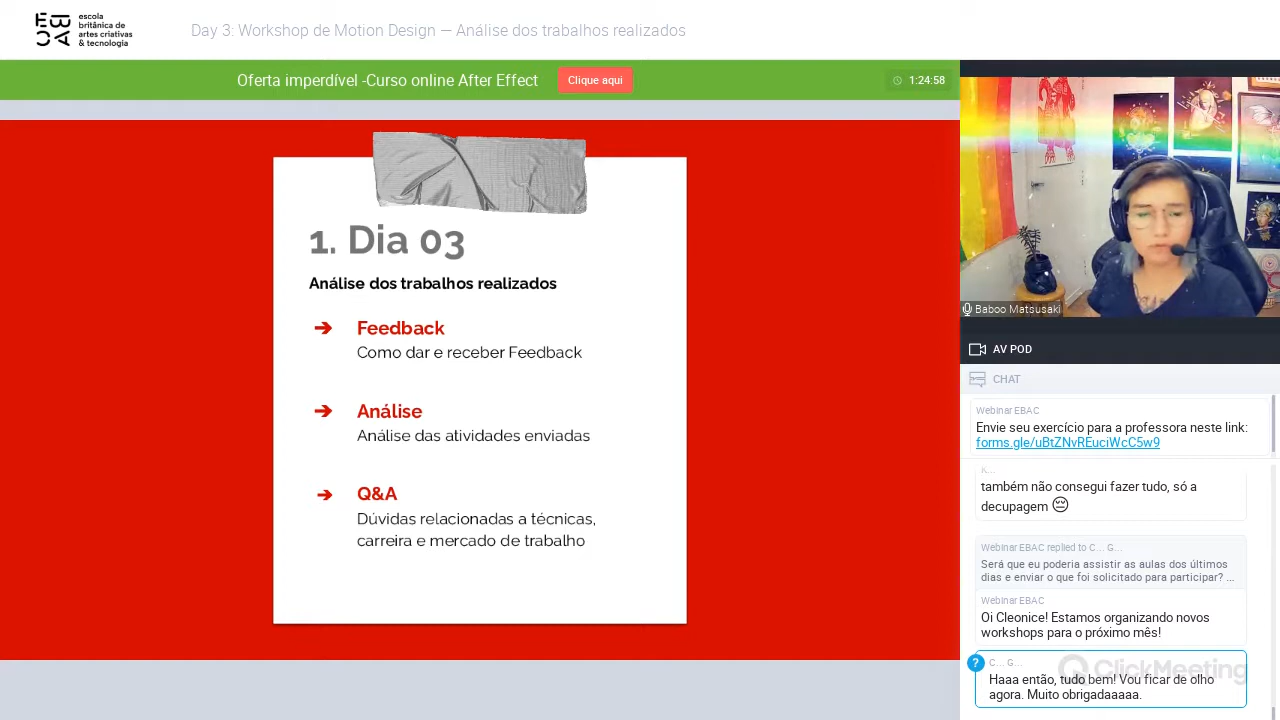 escola
britânica de
artes criativas
& tecnologia
Day 3: Workshop de Motion Design — Análise dos trabalhos realizados
Oferta imperdível -Curso online After Effect
Clique aqui
1:24:58
1. Dia 03
Análise dos trabalhos realizados
➔ Feedback
Como dar e receber Feedback
➔ Análise
Análise das atividades enviadas
➔ Q&A
Dúvidas relacionadas a técnicas,
carreira e mercado de trabalho
Baboo Matsusaki
AV POD
CHAT
Webinar EBAC
Envie seu exercício para a professora neste link:
forms.gle/uBtZNvREuciWcC5w9
K...
também não consegui fazer tudo, só a
decupagem 😔
Webinar EBAC replied to C... G...
Será que eu poderia assistir as aulas dos últimos
dias e enviar o que foi solicitado para participar? ...
Webinar EBAC
Oi Cleonice! Estamos organizando novos
workshops para o próximo mês!
?
C... G...
Haaa então, tudo bem! Vou ficar de olho
agora. Muito obrigadaaaaa.
ClickMeeting